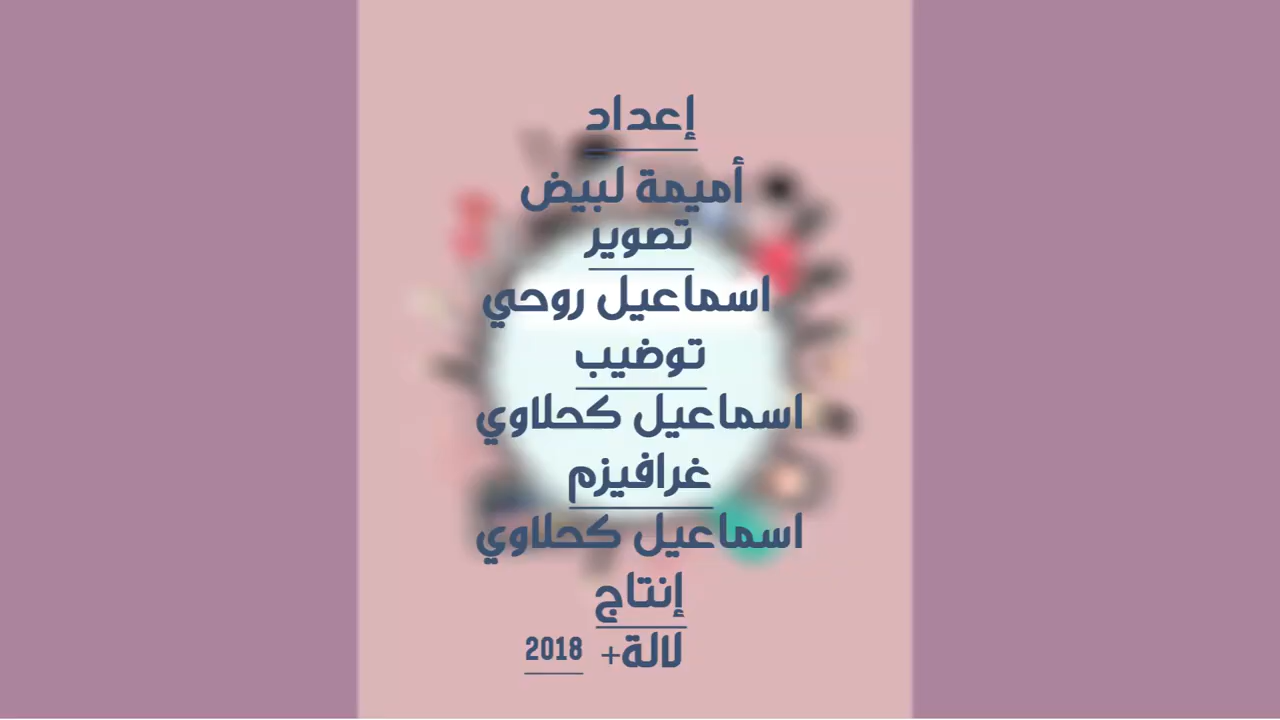 إعداد
أميمة لبيض
تصوير
اسماعيل روحي
توضيب
اسماعيل كحلاوي
غرافيزم
اسماعيل كحلاوي
إنتاج
لالة+ 2018